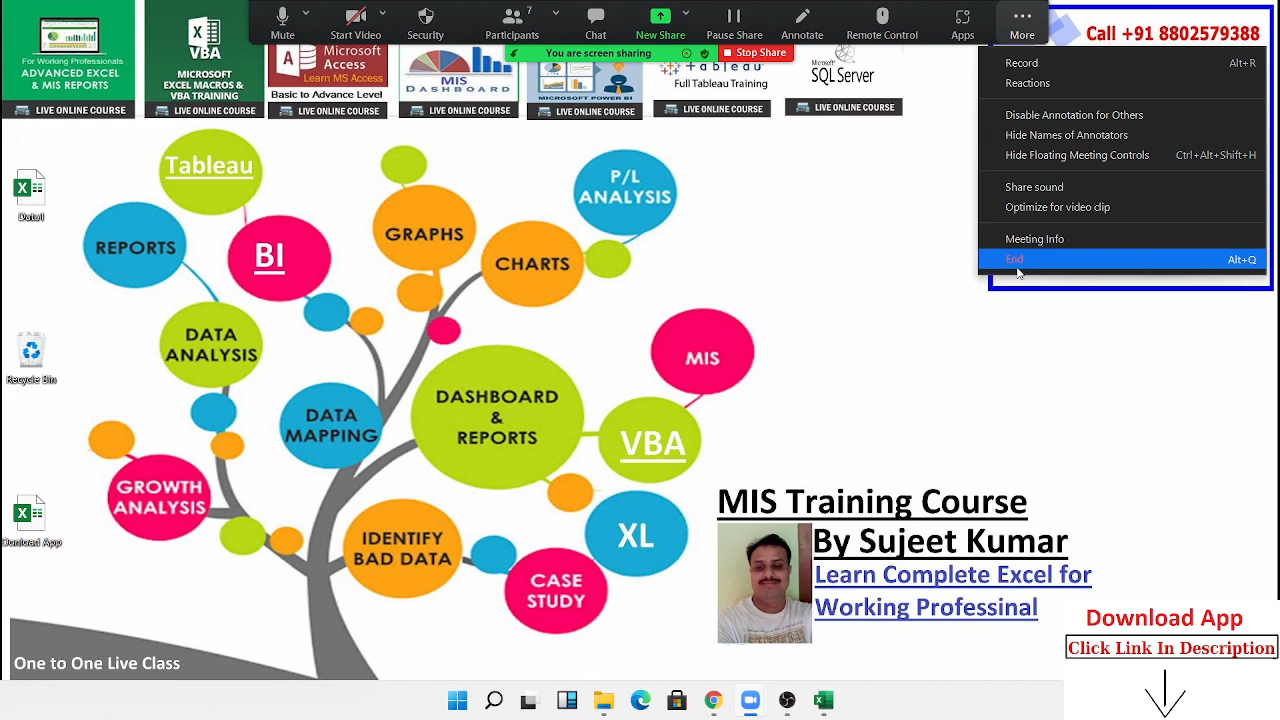 For Working Professionals
ADVANCED EXCEL
& MIS REPORTS
LIVE ONLINE COURSE
VBA
MICROSOFT
EXCEL MACROS &
VBA TRAINING
LIVE ONLINE COURSE
Mute
Start Video
Security
7
Participants
Chat
New Share
Pause Share
Annotate
Remote Control
Apps
More
You are screen sharing
Stop Share
Microsoft
Access
Learn MS Access
Basic to Advance Level
LIVE ONLINE COURSE
MIS
DASHBOARD
LIVE ONLINE COURSE
MICROSOFT POWER BI
LIVE ONLINE COURSE
Full Tableau Training
LIVE ONLINE COURSE
SQL Server
LIVE ONLINE COURSE
Call +91 8802579388
Record Alt+R
Reactions
Disable Annotation for Others
Hide Names of Annotators
Hide Floating Meeting Controls Ctrl+Alt+Shift+H
Share sound
Optimize for video clip
Meeting Info
End Alt+Q
Recycle Bin
Donload App
Tableau
REPORTS
BI
GRAPHS
CHARTS
P/L
ANALYSIS
DATA
ANALYSIS
DATA
MAPPING
DASHBOARD
&
REPORTS
MIS
VBA
GROWTH
ANALYSIS
IDENTIFY
BAD DATA
XL
CASE
STUDY
MIS Training Course
By Sujeet Kumar
Learn Complete Excel for
Working Professinal
Download App
Click Link In Description
One to One Live Class